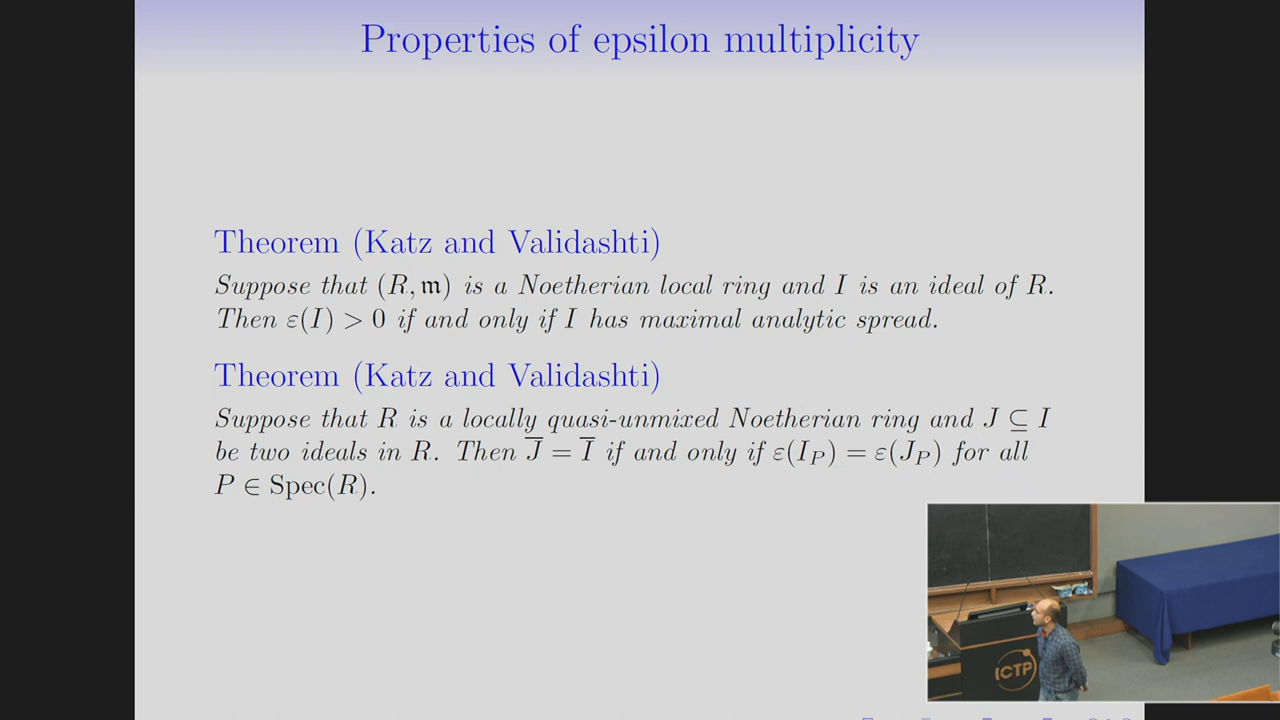 Properties of epsilon multiplicity
Theorem (Katz and Validashti)
Suppose that (R, 𝔪) is a Noetherian local ring and I is an ideal of R.
Then ε(I) > 0 if and only if I has maximal analytic spread.
Theorem (Katz and Validashti)
Suppose that R is a locally quasi-unmixed Noetherian ring and J ⊆ I
be two ideals in R. Then J̅ = I̅ if and only if ε(I_P) = ε(J_P) for all
P ∈ Spec(R).
ICTP